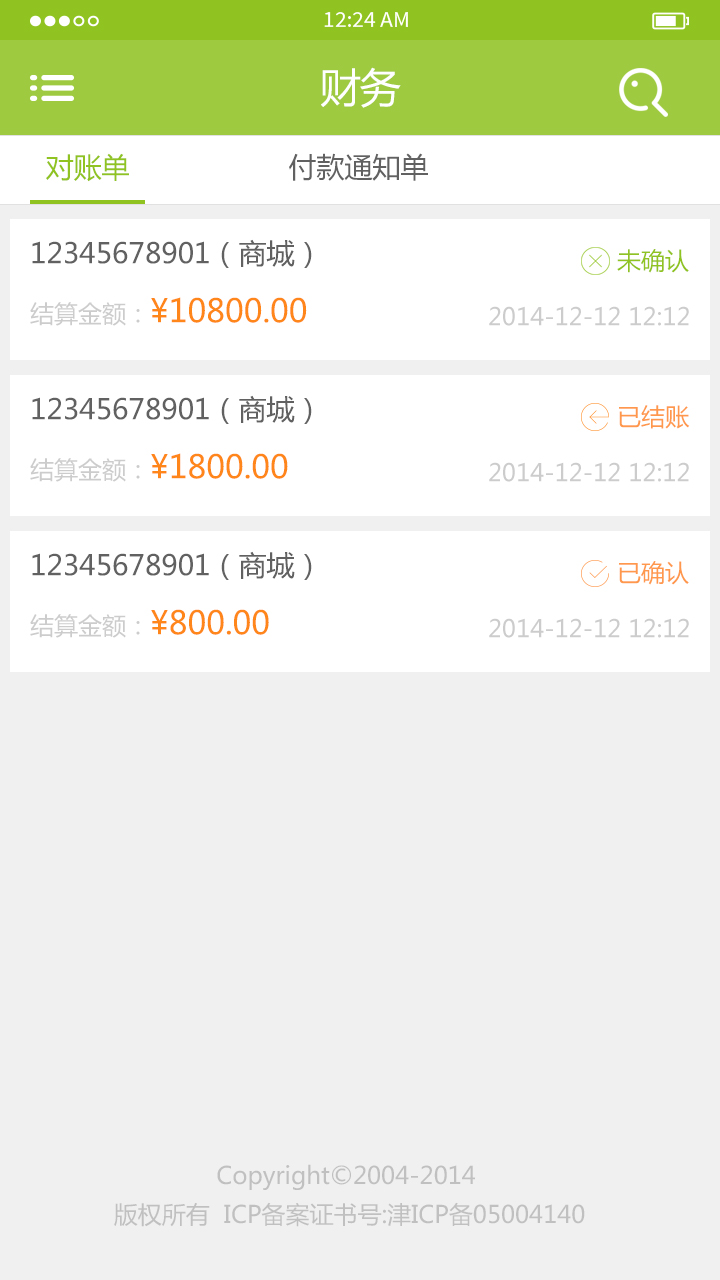 12:24 AM
财务
对账单 付款通知单
12345678901（商城）
未确认
结算金额：¥10800.00
2014-12-12 12:12
12345678901（商城）
已结账
结算金额：¥1800.00
2014-12-12 12:12
12345678901（商城）
已确认
结算金额：¥800.00
2014-12-12 12:12
Copyright©2004-2014
版权所有 ICP备案证书号:津ICP备05004140